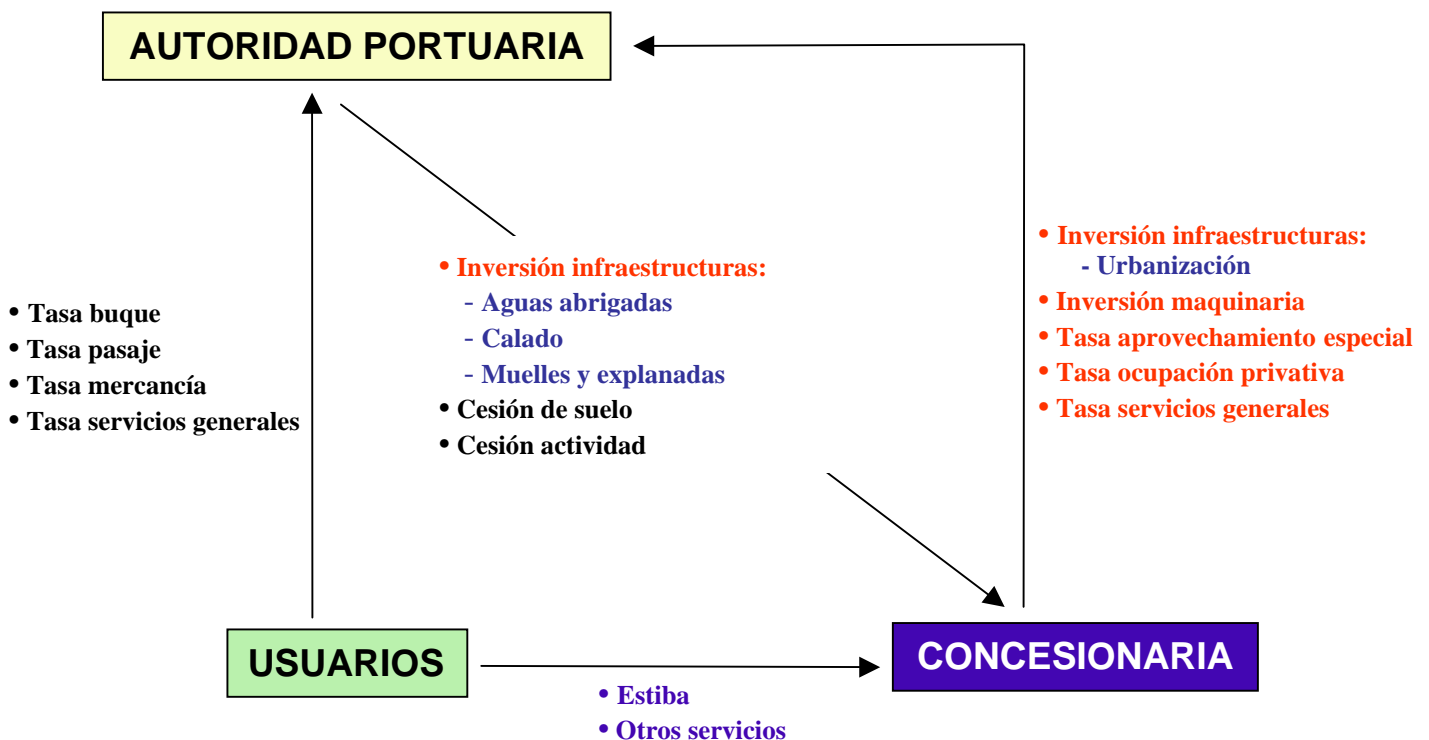 AUTORIDAD PORTUARIA
• Tasa buque
• Tasa pasaje
• Tasa mercancía
• Tasa servicios generales
• Inversión infraestructuras:
- Aguas abrigadas
- Calado
- Muelles y explanadas
• Cesión de suelo
• Cesión actividad
• Inversión infraestructuras:
- Urbanización
• Inversión maquinaria
• Tasa aprovechamiento especial
• Tasa ocupación privativa
• Tasa servicios generales
USUARIOS
CONCESIONARIA
• Estiba
• Otros servicios